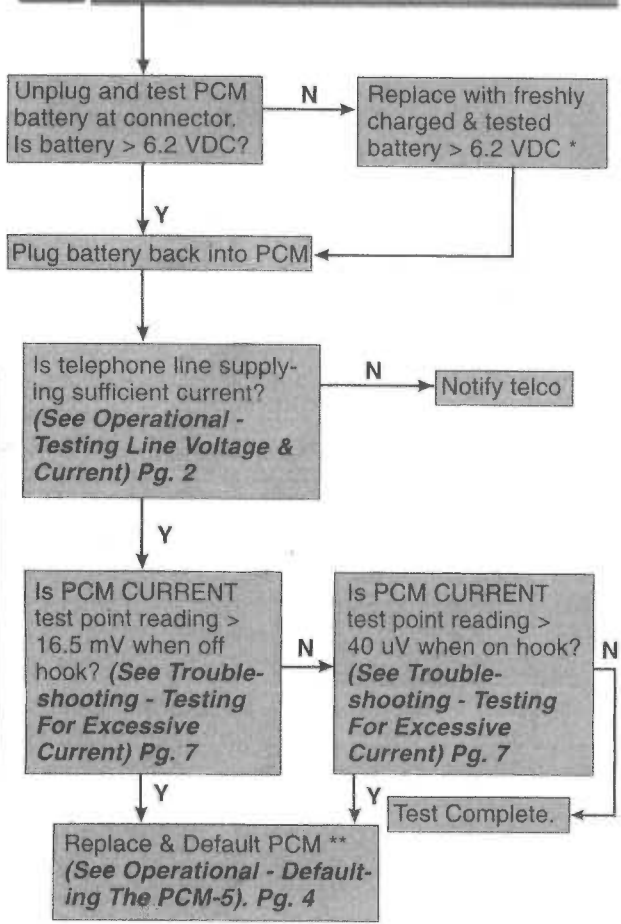 Unplug and test PCM
battery at connector.
Is battery > 6.2 VDC?
N
Replace with freshly
charged & tested
battery > 6.2 VDC *
Y
Plug battery back into PCM
Is telephone line supply-
ing sufficient current?
(See Operational -
Testing Line Voltage &
Current) Pg. 2
N
Notify telco
Y
Is PCM CURRENT
test point reading >
16.5 mV when off
hook? (See Trouble-
shooting - Testing
For Excessive
Current) Pg. 7
N
Is PCM CURRENT
test point reading >
40 uV when on hook?
(See Trouble-
shooting - Testing
For Excessive
Current) Pg. 7
N
Y
Y
Test Complete.
Replace & Default PCM **
(See Operational - Default-
ing The PCM-5). Pg. 4